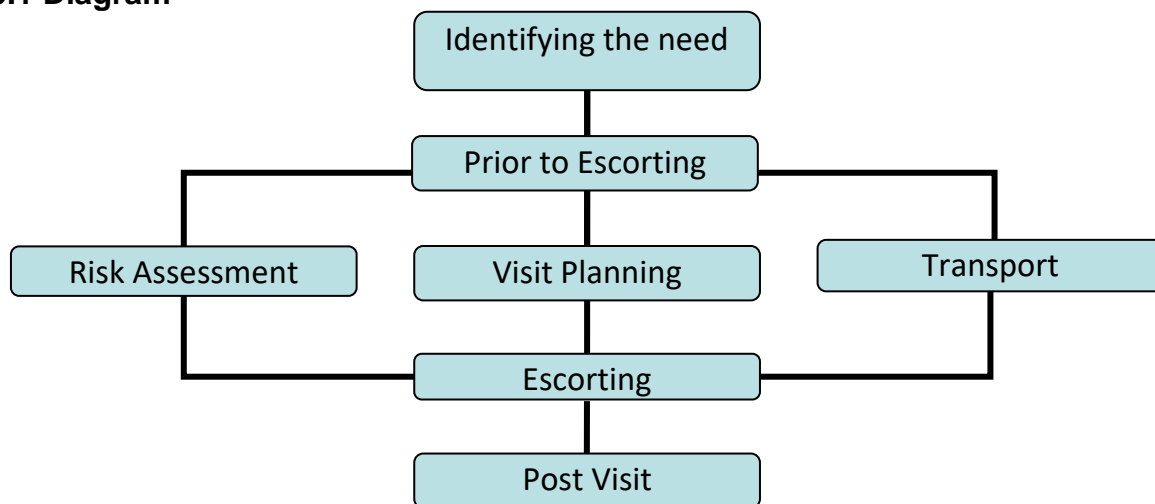 Diagram
Identifying the need
Prior to Escorting
Risk Assessment
Visit Planning
Transport
Escorting
Post Visit